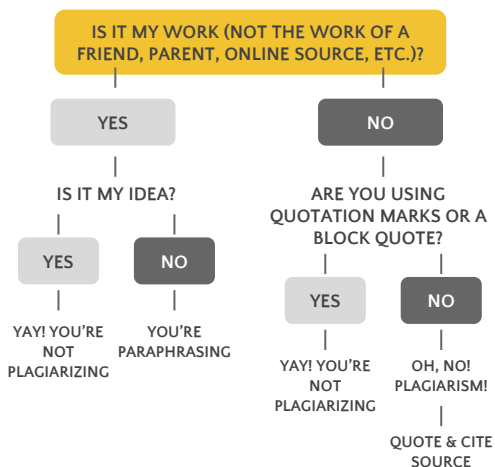 IS IT MY WORK (NOT THE WORK OF A
FRIEND, PARENT, ONLINE SOURCE, ETC.)?
YES
NO
IS IT MY IDEA?
ARE YOU USING
QUOTATION MARKS OR A
BLOCK QUOTE?
YES
NO
YES
NO
YAY! YOU'RE
NOT
PLAGIARIZING
YOU'RE
PARAPHRASING
YAY! YOU'RE
NOT
PLAGIARIZING
OH, NO!
PLAGIARISM!
QUOTE & CITE
SOURCE